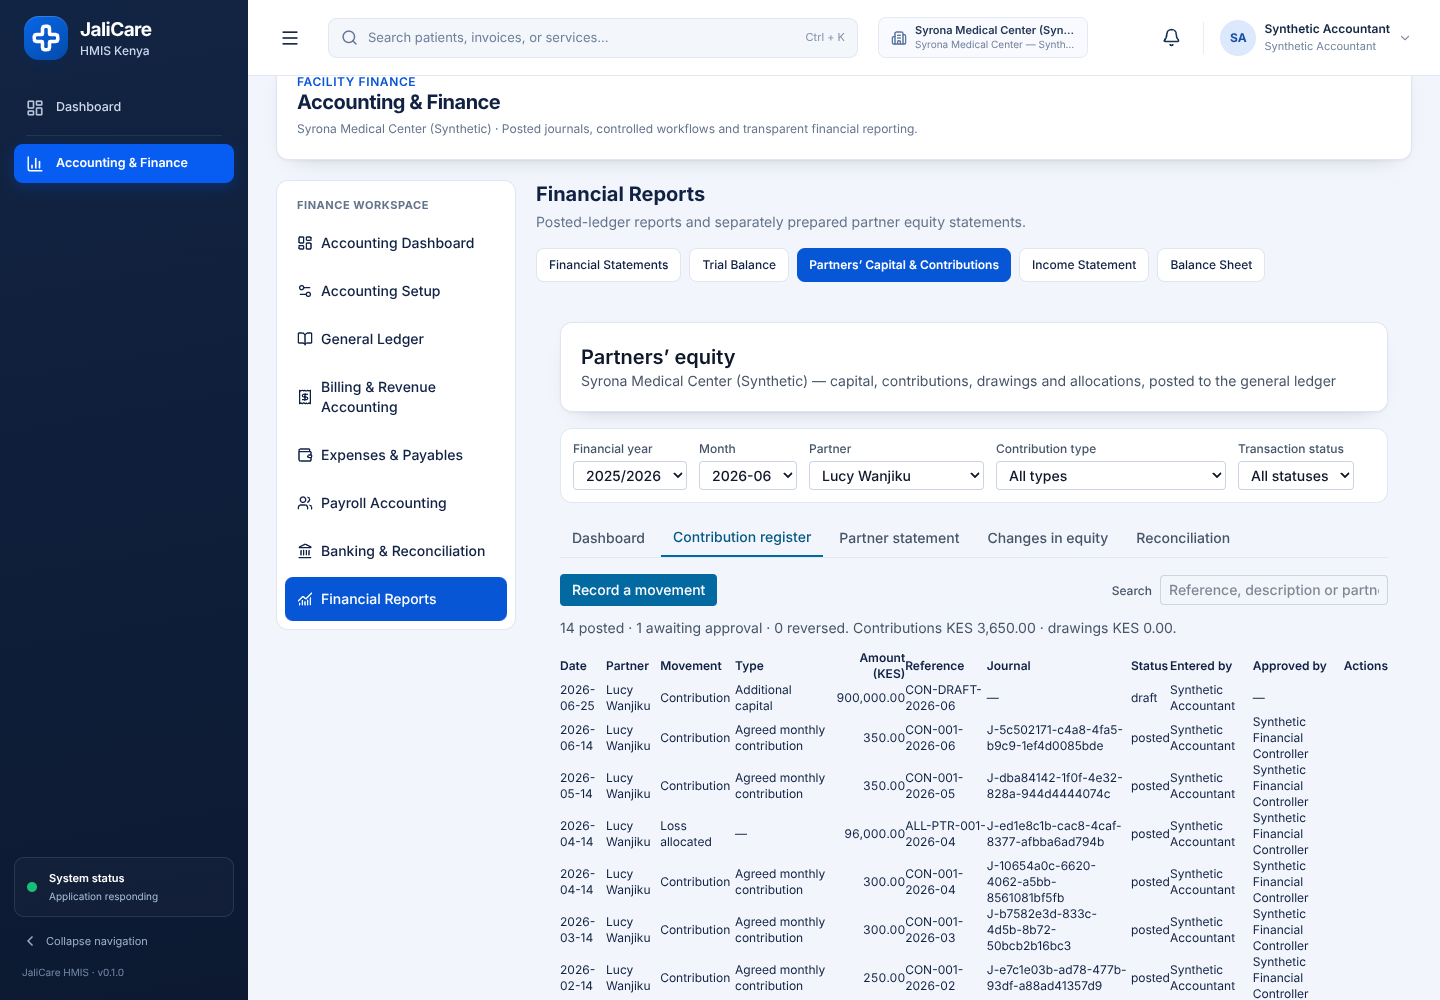 JaliCare
HMIS Kenya
Dashboard
Accounting & Finance
System status
Application responding
Collapse navigation
JaliCare HMIS · v0.1.0
Search patients, invoices, or services...
Ctrl + K
Syrona Medical Center (Syn...
Syrona Medical Center — Synth...
SA
Synthetic Accountant
Synthetic Accountant
FACILITY FINANCE
Accounting & Finance
Syrona Medical Center (Synthetic) · Posted journals, controlled workflows and transparent financial reporting.
FINANCE WORKSPACE
Accounting Dashboard
Accounting Setup
General Ledger
Billing & Revenue
Accounting
Expenses & Payables
Payroll Accounting
Banking & Reconciliation
Financial Reports
Financial Reports
Posted-ledger reports and separately prepared partner equity statements.
Financial Statements
Trial Balance
Partners’ Capital & Contributions
Income Statement
Balance Sheet
Partners’ equity
Syrona Medical Center (Synthetic) — capital, contributions, drawings and allocations, posted to the general ledger
Financial year Month Partner Contribution type Transaction status
2025/2026 2026-06 Lucy Wanjiku All types All statuses
Dashboard Contribution register Partner statement Changes in equity Reconciliation
Record a movement
Search Reference, description or partn
14 posted · 1 awaiting approval · 0 reversed. Contributions KES 3,650.00 · drawings KES 0.00.
Date Partner Movement Type Amount (KES) Reference Journal Status Entered by Approved by Actions
2026-06-25 Lucy Wanjiku Contribution Additional capital 900,000.00 CON-DRAFT-2026-06 — draft Synthetic Accountant —
2026-06-14 Lucy Wanjiku Contribution Agreed monthly contribution 350.00 CON-001-2026-06 J-5c502171-c4a8-4fa5-b9c9-1ef4d0085bde posted Synthetic Accountant Synthetic Financial Controller
2026-05-14 Lucy Wanjiku Contribution Agreed monthly contribution 350.00 CON-001-2026-05 J-dba84142-1f0f-4e32-828a-944d4444074c posted Synthetic Accountant Synthetic Financial Controller
2026-04-14 Lucy Wanjiku Loss allocated — 96,000.00 ALL-PTR-001-2026-04 J-ed1e8c1b-cac8-4caf-8377-afbba6ad794b posted Synthetic Accountant Synthetic Financial Controller
2026-04-14 Lucy Wanjiku Contribution Agreed monthly contribution 300.00 CON-001-2026-04 J-10654a0c-6620-4062-a5bb-8561081bf5fb posted Synthetic Accountant Synthetic Financial Controller
2026-03-14 Lucy Wanjiku Contribution Agreed monthly contribution 300.00 CON-001-2026-03 J-b7582e3d-833c-4d5b-8b72-50bcb2b16bc3 posted Synthetic Accountant Synthetic Financial Controller
2026-02-14 Lucy Wanjiku Contribution Agreed monthly contribution 250.00 CON-001-2026-02 J-e7c1e03b-ad78-477b-93df-a88ad41357d9 posted Synthetic Accountant Synthetic Financial Controller